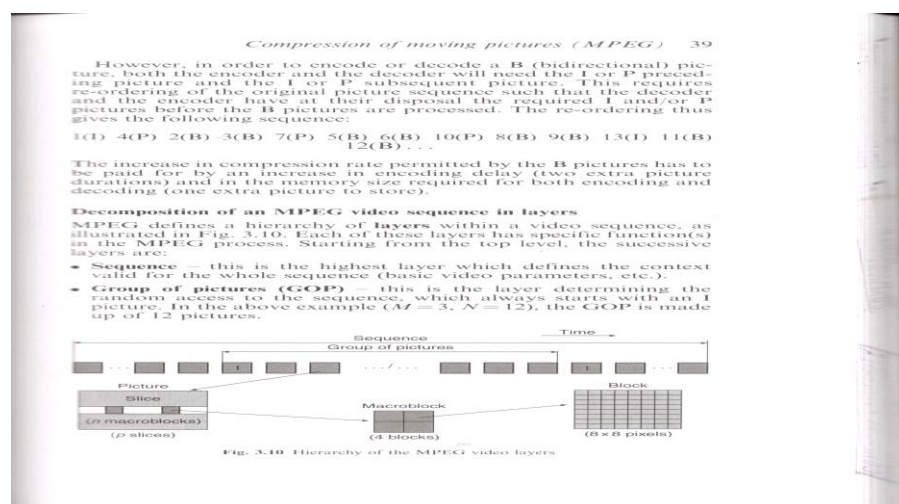 Compression of moving pictures (MPEG) 39
However, in order to encode or decode a B (bidirectional) pic-
ture, both the encoder and the decoder will need the I or P preced-
ing picture and the I or P subsequent picture. This requires
re-ordering of the original picture sequence such that the decoder
and the encoder have at their disposal the required I and/or P
pictures before the B pictures are processed. The re-ordering thus
gives the following sequence:
1(I) 4(P) 2(B) -3(B) 7(P) 5(B) 6(B) 10(P) 8(B) 9(B) 13(I) 11(B)
12(B) . . .
The increase in compression rate permitted by the B pictures has to
be paid for by an increase in encoding delay (two extra picture
durations) and in the memory size required for both encoding and
decoding (one extra picture to store).
Decomposition of an MPEG video sequence in layers
MPEG defines a hierarchy of layers within a video sequence, as
illustrated in Fig. 3.10. Each of these layers has specific function(s)
in the MPEG process. Starting from the top level, the successive
layers are:
• Sequence – this is the highest layer which defines the context
valid for the whole sequence (basic video parameters, etc.).
• Group of pictures (GOP) – this is the layer determining the
random access to the sequence, which always starts with an I
picture. In the above example (M = 3, N = 12), the GOP is made
up of 12 pictures.
Time
Sequence
Group of pictures
. . . I . . . / . . . I . . .
Picture
Slice
(n macroblocks)
(p slices)
Macroblock
(4 blocks)
Block
(8 x 8 pixels)
Fig. 3.10 Hierarchy of the MPEG video layers